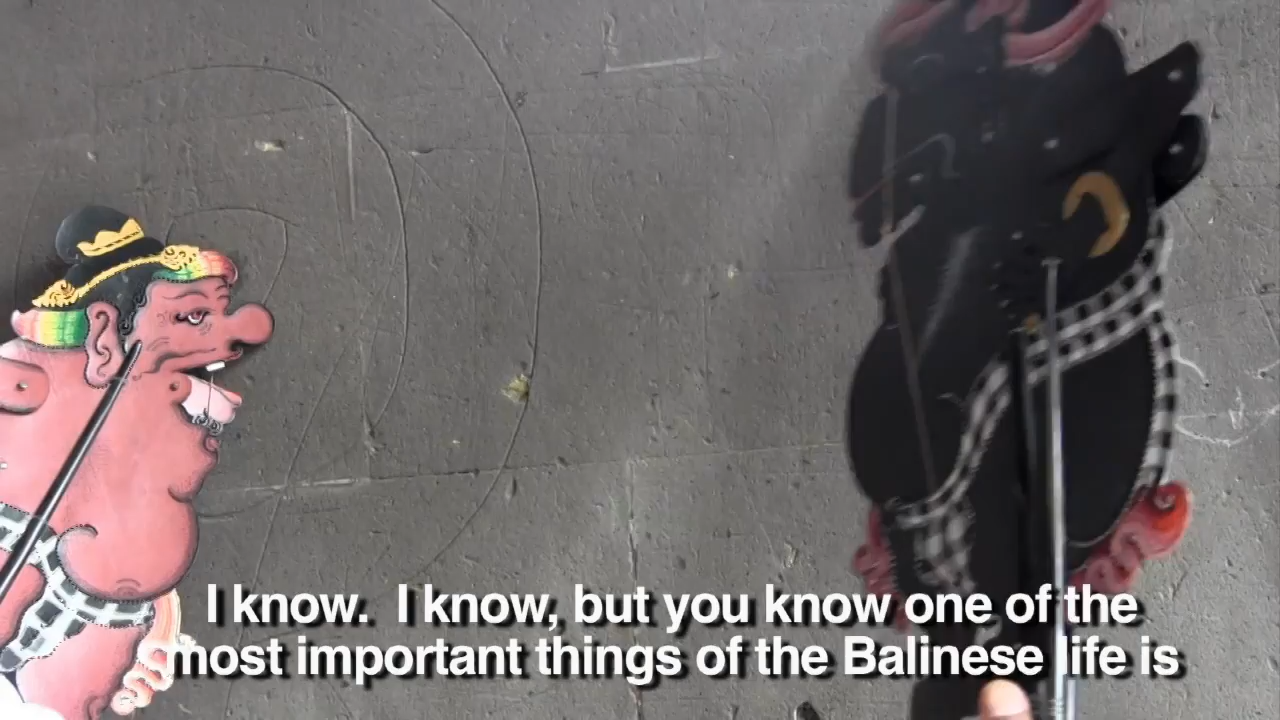 I know.  I know, but you know one of the
most important things of the Balinese life is